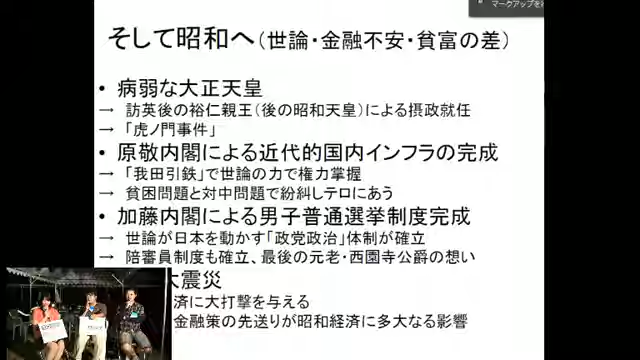 マークアップを
そして昭和へ(世論・金融不安・貧富の差)
• 病弱な大正天皇
→ 訪英後の裕仁親王(後の昭和天皇)による摂政就任
→ 「虎ノ門事件」
• 原敬内閣による近代的国内インフラの完成
→ 「我田引鉄」で世論の力で権力掌握
→ 貧困問題と対中問題で紛糾しテロにあう
• 加藤内閣による男子普通選挙制度完成
→ 世論が日本を動かす「政党政治」体制が確立
→ 陪審員制度も確立、最後の元老・西園寺公爵の想い
大震災
済に大打撃を与える
金融策の先送りが昭和経済に多大なる影響